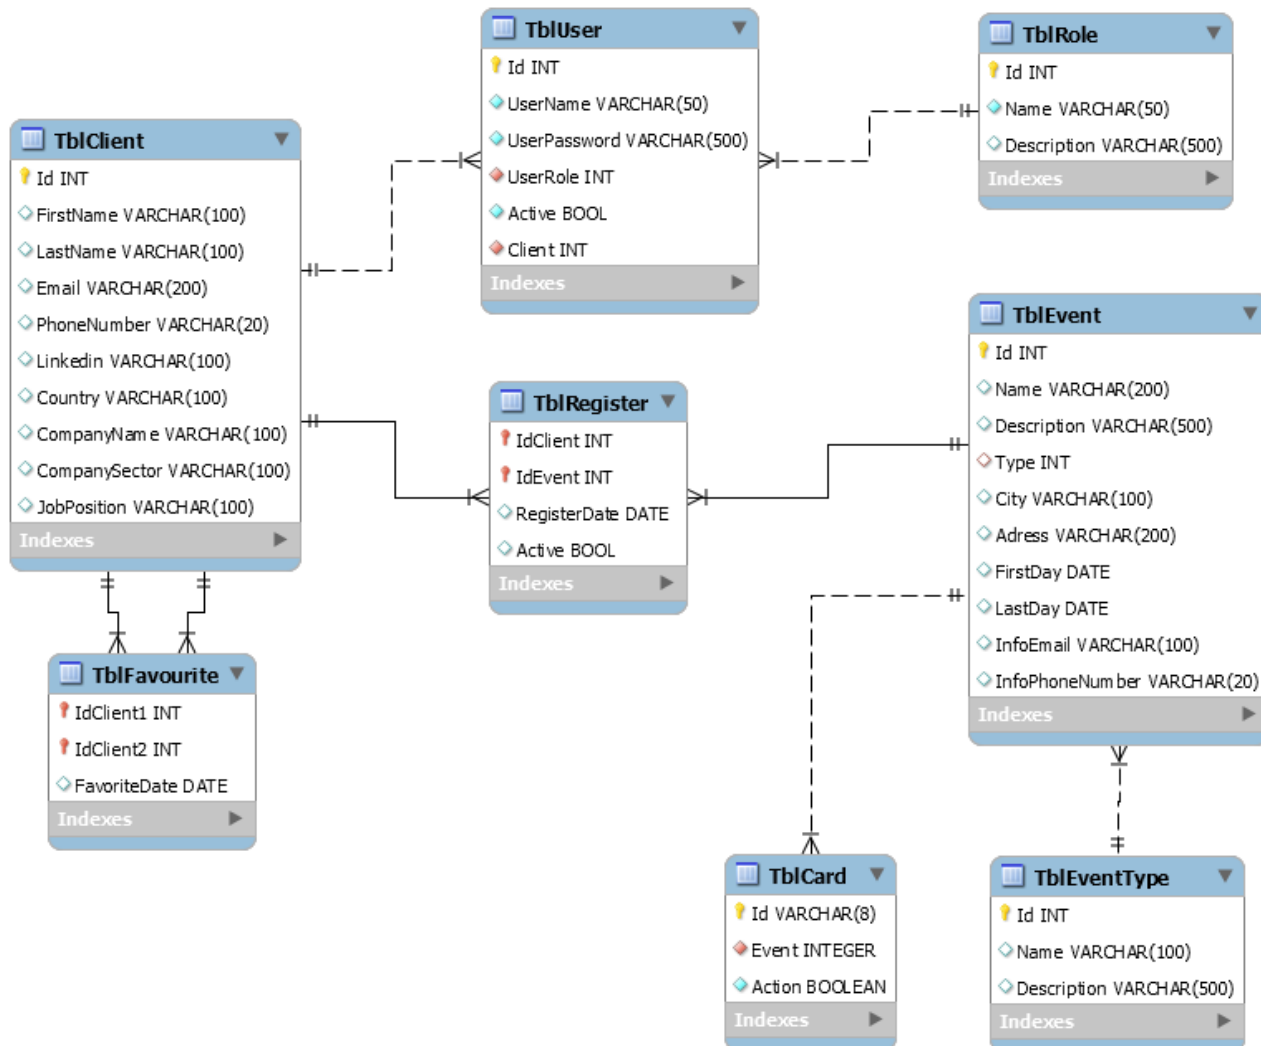 TblUser
Id INT
UserName VARCHAR(50)
UserPassword VARCHAR(500)
UserRole INT
Active BOOL
Client INT
Indexes
TblRole
Id INT
Name VARCHAR(50)
Description VARCHAR(500)
Indexes
TblClient
Id INT
FirstName VARCHAR(100)
LastName VARCHAR(100)
Email VARCHAR(200)
PhoneNumber VARCHAR(20)
Linkedin VARCHAR(100)
Country VARCHAR(100)
CompanyName VARCHAR(100)
CompanySector VARCHAR(100)
JobPosition VARCHAR(100)
Indexes
TblRegister
IdClient INT
IdEvent INT
RegisterDate DATE
Active BOOL
Indexes
TblEvent
Id INT
Name VARCHAR(200)
Description VARCHAR(500)
Type INT
City VARCHAR(100)
Adress VARCHAR(200)
FirstDay DATE
LastDay DATE
InfoEmail VARCHAR(100)
InfoPhoneNumber VARCHAR(20)
Indexes
TblFavourite
IdClient1 INT
IdClient2 INT
FavoriteDate DATE
Indexes
TblCard
Id VARCHAR(8)
Event INTEGER
Action BOOLEAN
Indexes
TblEventType
Id INT
Name VARCHAR(100)
Description VARCHAR(500)
Indexes